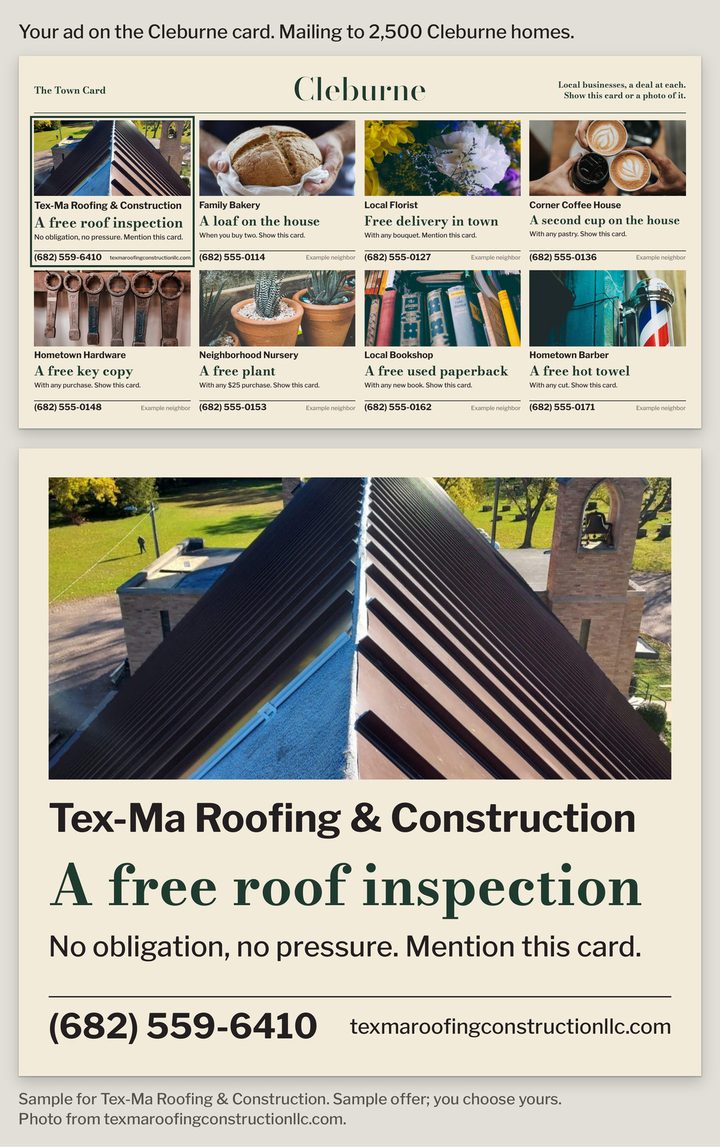 Your ad on the Cleburne card. Mailing to 2,500 Cleburne homes.
The Town Card
Cleburne
Local businesses, a deal at each.
Show this card or a photo of it.
Tex-Ma Roofing & Construction
A free roof inspection
No obligation, no pressure. Mention this card.
(682) 559-6410 texmaroofingconstructionllc.com
Family Bakery
A loaf on the house
When you buy two. Show this card.
(682) 555-0114 Example neighbor
Local Florist
Free delivery in town
With any bouquet. Mention this card.
(682) 555-0127 Example neighbor
Corner Coffee House
A second cup on the house
With any pastry. Show this card.
(682) 555-0136 Example neighbor
Hometown Hardware
A free key copy
With any purchase. Show this card.
(682) 555-0148 Example neighbor
Neighborhood Nursery
A free plant
With any $25 purchase. Show this card.
(682) 555-0153 Example neighbor
Local Bookshop
A free used paperback
With any new book. Show this card.
(682) 555-0162 Example neighbor
Hometown Barber
A free hot towel
With any cut. Show this card.
(682) 555-0171 Example neighbor
Tex-Ma Roofing & Construction
A free roof inspection
No obligation, no pressure. Mention this card.
(682) 559-6410 texmaroofingconstructionllc.com
Sample for Tex-Ma Roofing & Construction. Sample offer; you choose yours.
Photo from texmaroofingconstructionllc.com.